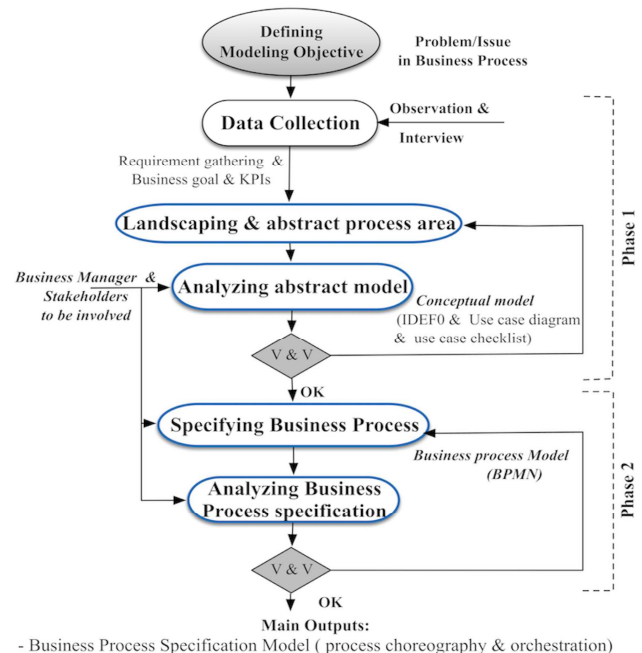 Defining
Modeling Objective
Problem/Issue
in Business Process
Data Collection
Observation &
Interview
Requirement gathering &
Business goal & KPIs
Landscaping & abstract process area
Phase 1
Business Manager &
Stakeholders
to be involved
Analyzing abstract model
Conceptual model
(IDEF0 & Use case diagram
& use case checklist)
V & V
OK
Specifying Business Process
Business process Model
(BPMN)
Phase 2
Analyzing Business
Process specification
V & V
OK
Main Outputs:
- Business Process Specification Model ( process choreography & orchestration)